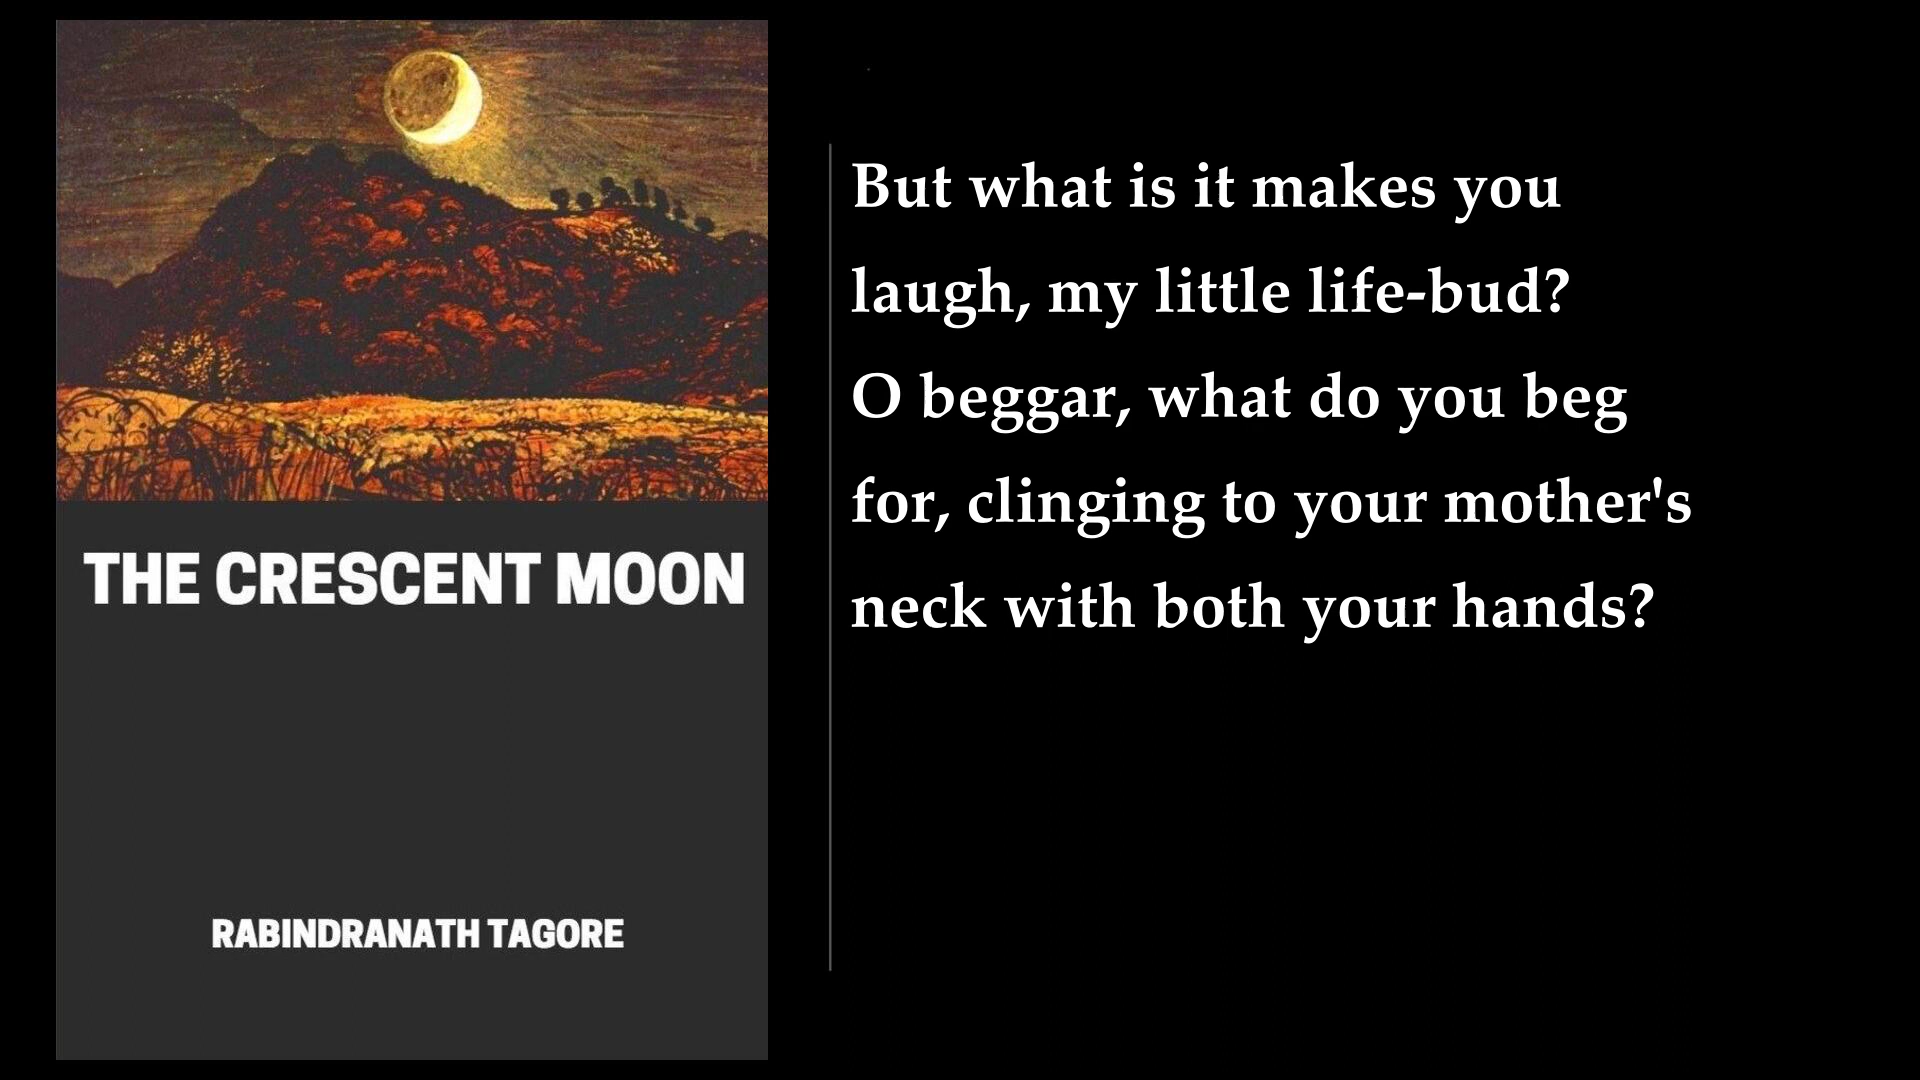 THE CRESCENT MOON
RABINDRANATH TAGORE
But what is it makes you
laugh, my little life-bud?
O beggar, what do you beg
for, clinging to your mother's
neck with both your hands?